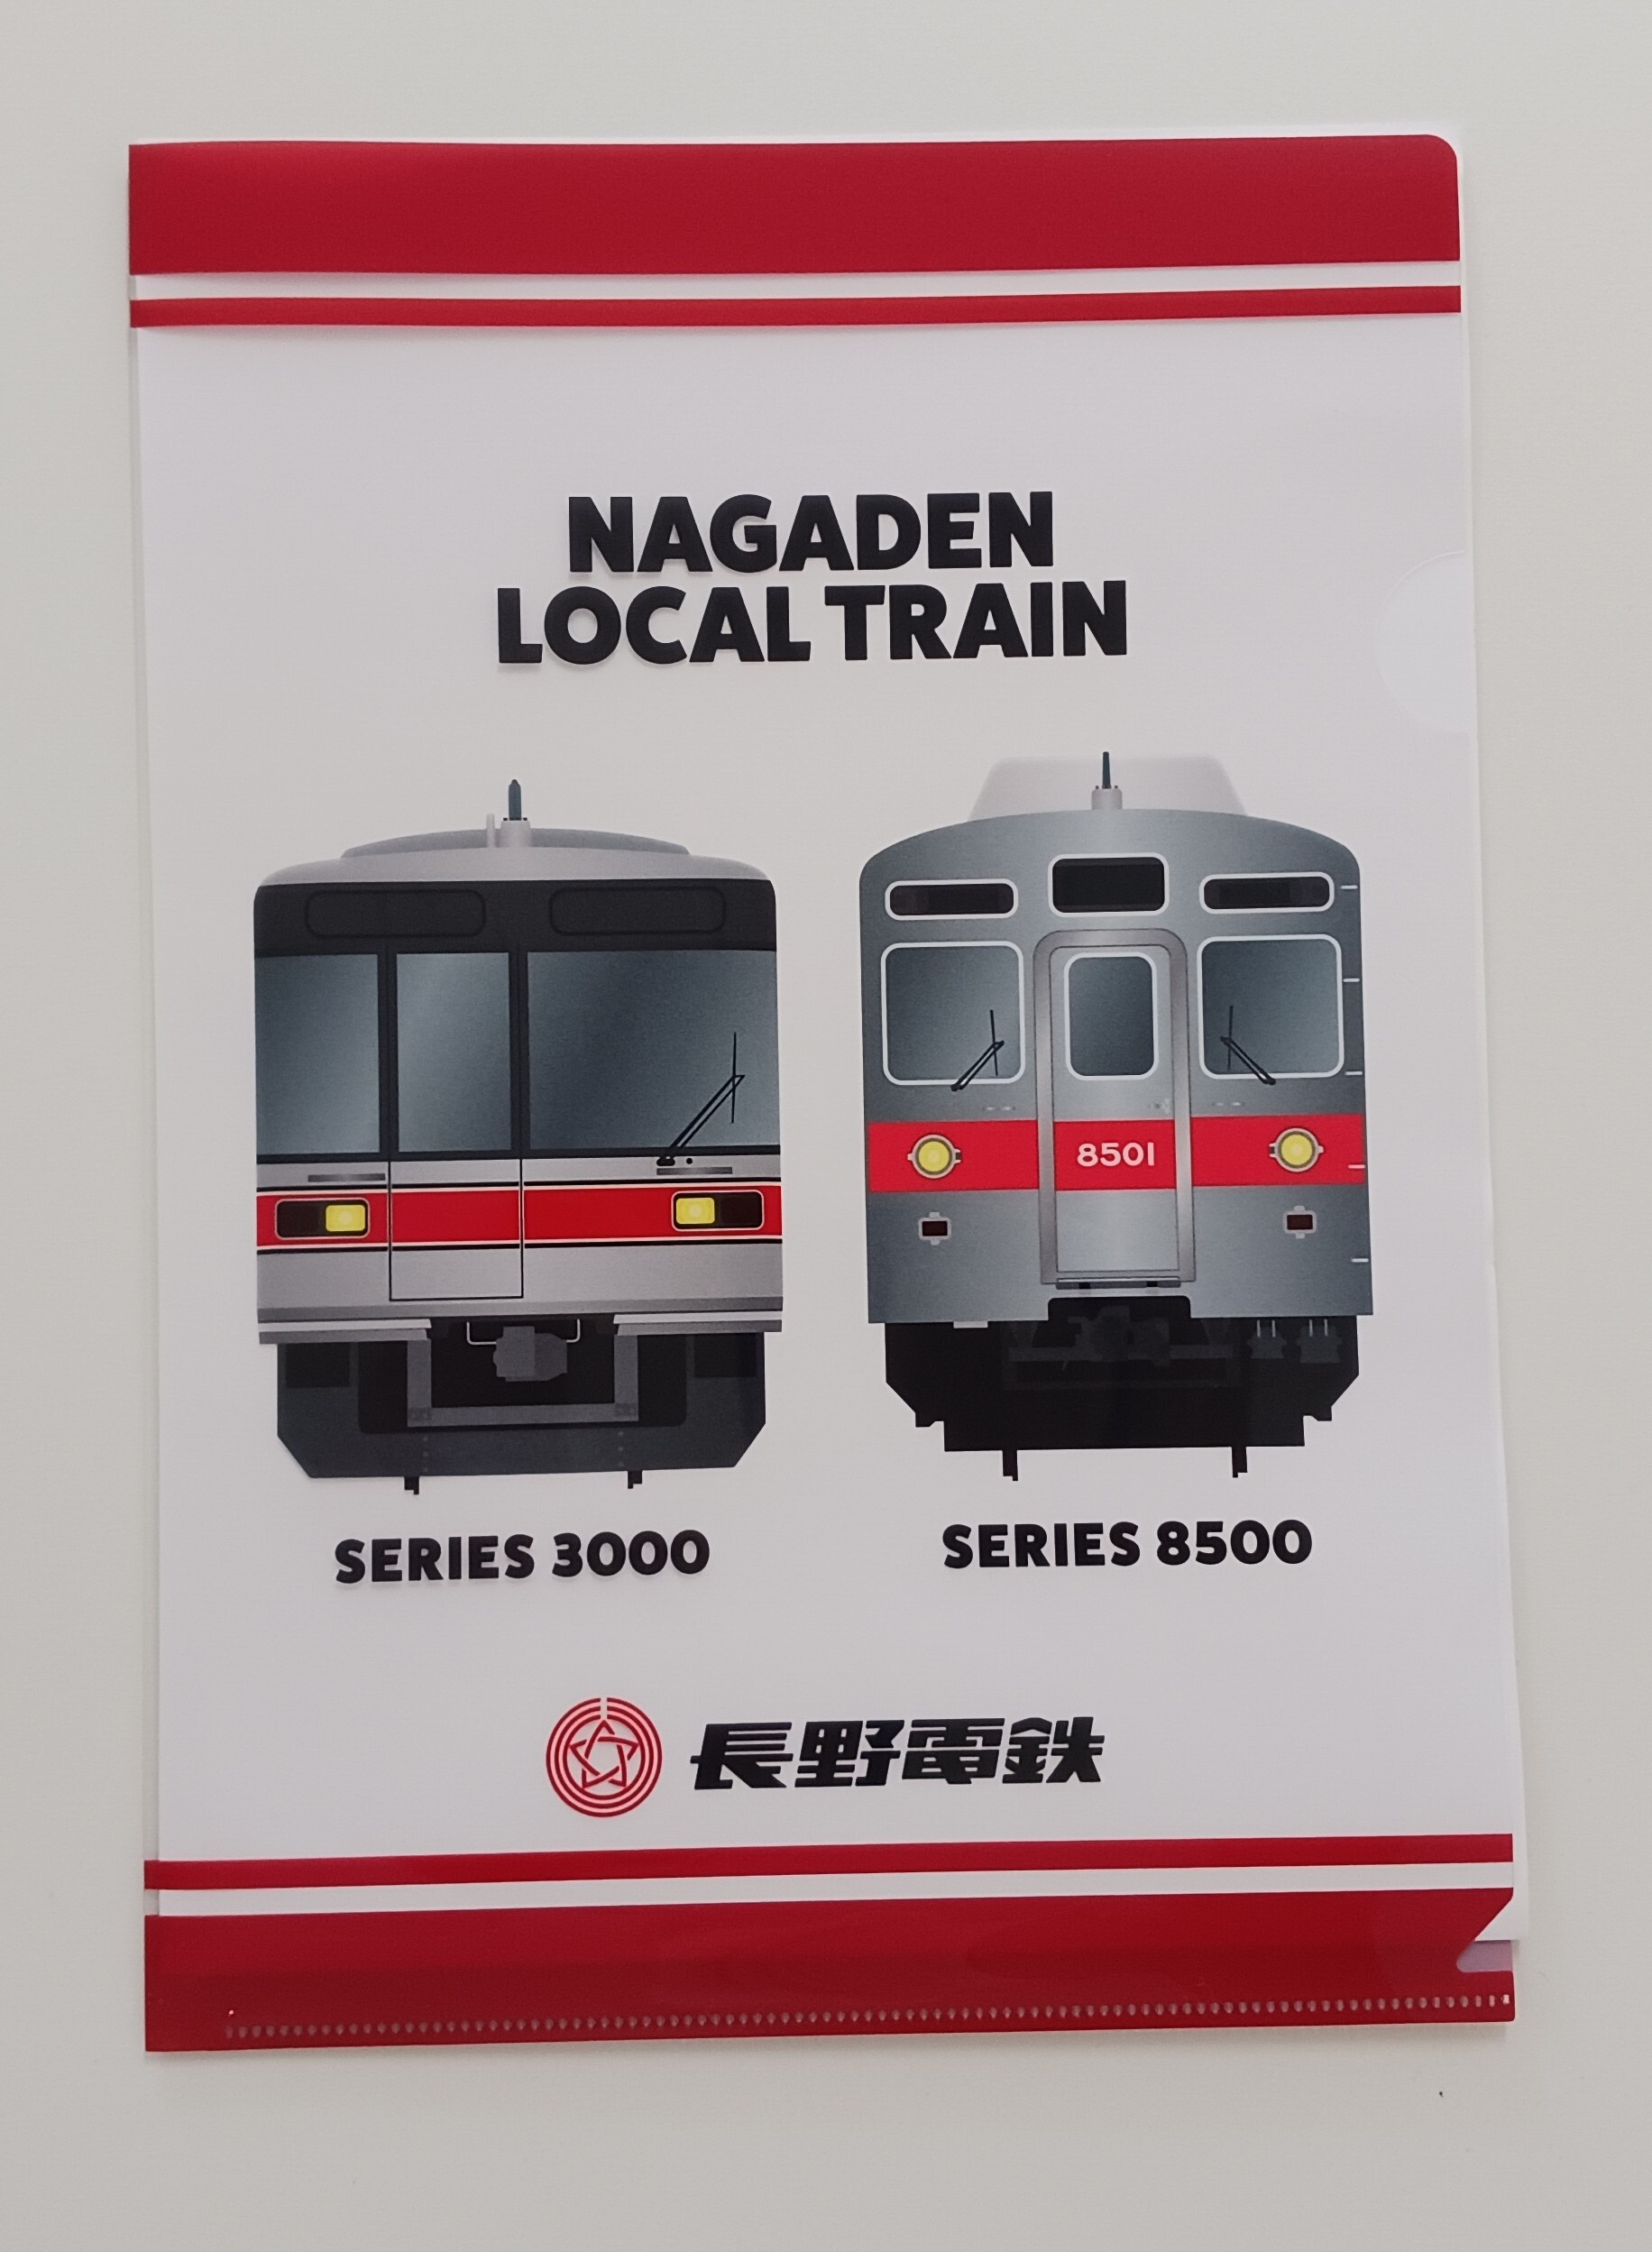 NAGADEN
LOCAL TRAIN
8501
SERIES 3000
SERIES 8500
長野電鉄